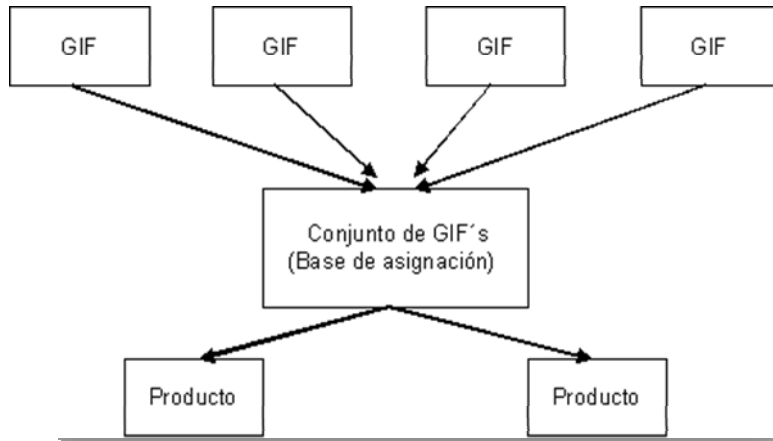 GIF
GIF
GIF
GIF
Conjunto de GIF´s
(Base de asignación)
Producto
Producto